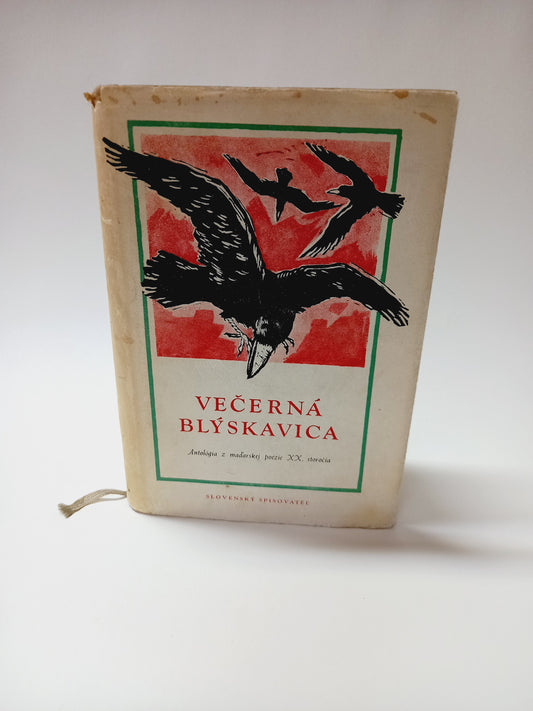 VEČERNÁ
BLÝSKAVICA
Antológia z maďarskej poézie XX. storočia
SLOVENSKÝ SPISOVATEĽ